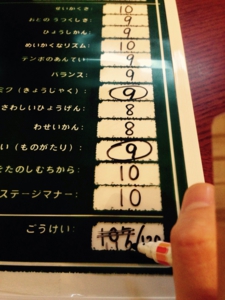 せいかくさ: 10
おとのうつくしさ: 9
ひょうしかん: 9
めいかくなリズム: 10
テンポのあんてい: 9
バランス: 9
ミク(きょうじゃく): 9
さわしいひょうげん: 8
わせいかん: 8
い(ものがたり): 9
そたのしむちから: 10
ステージマナー: 10
ごうけい: